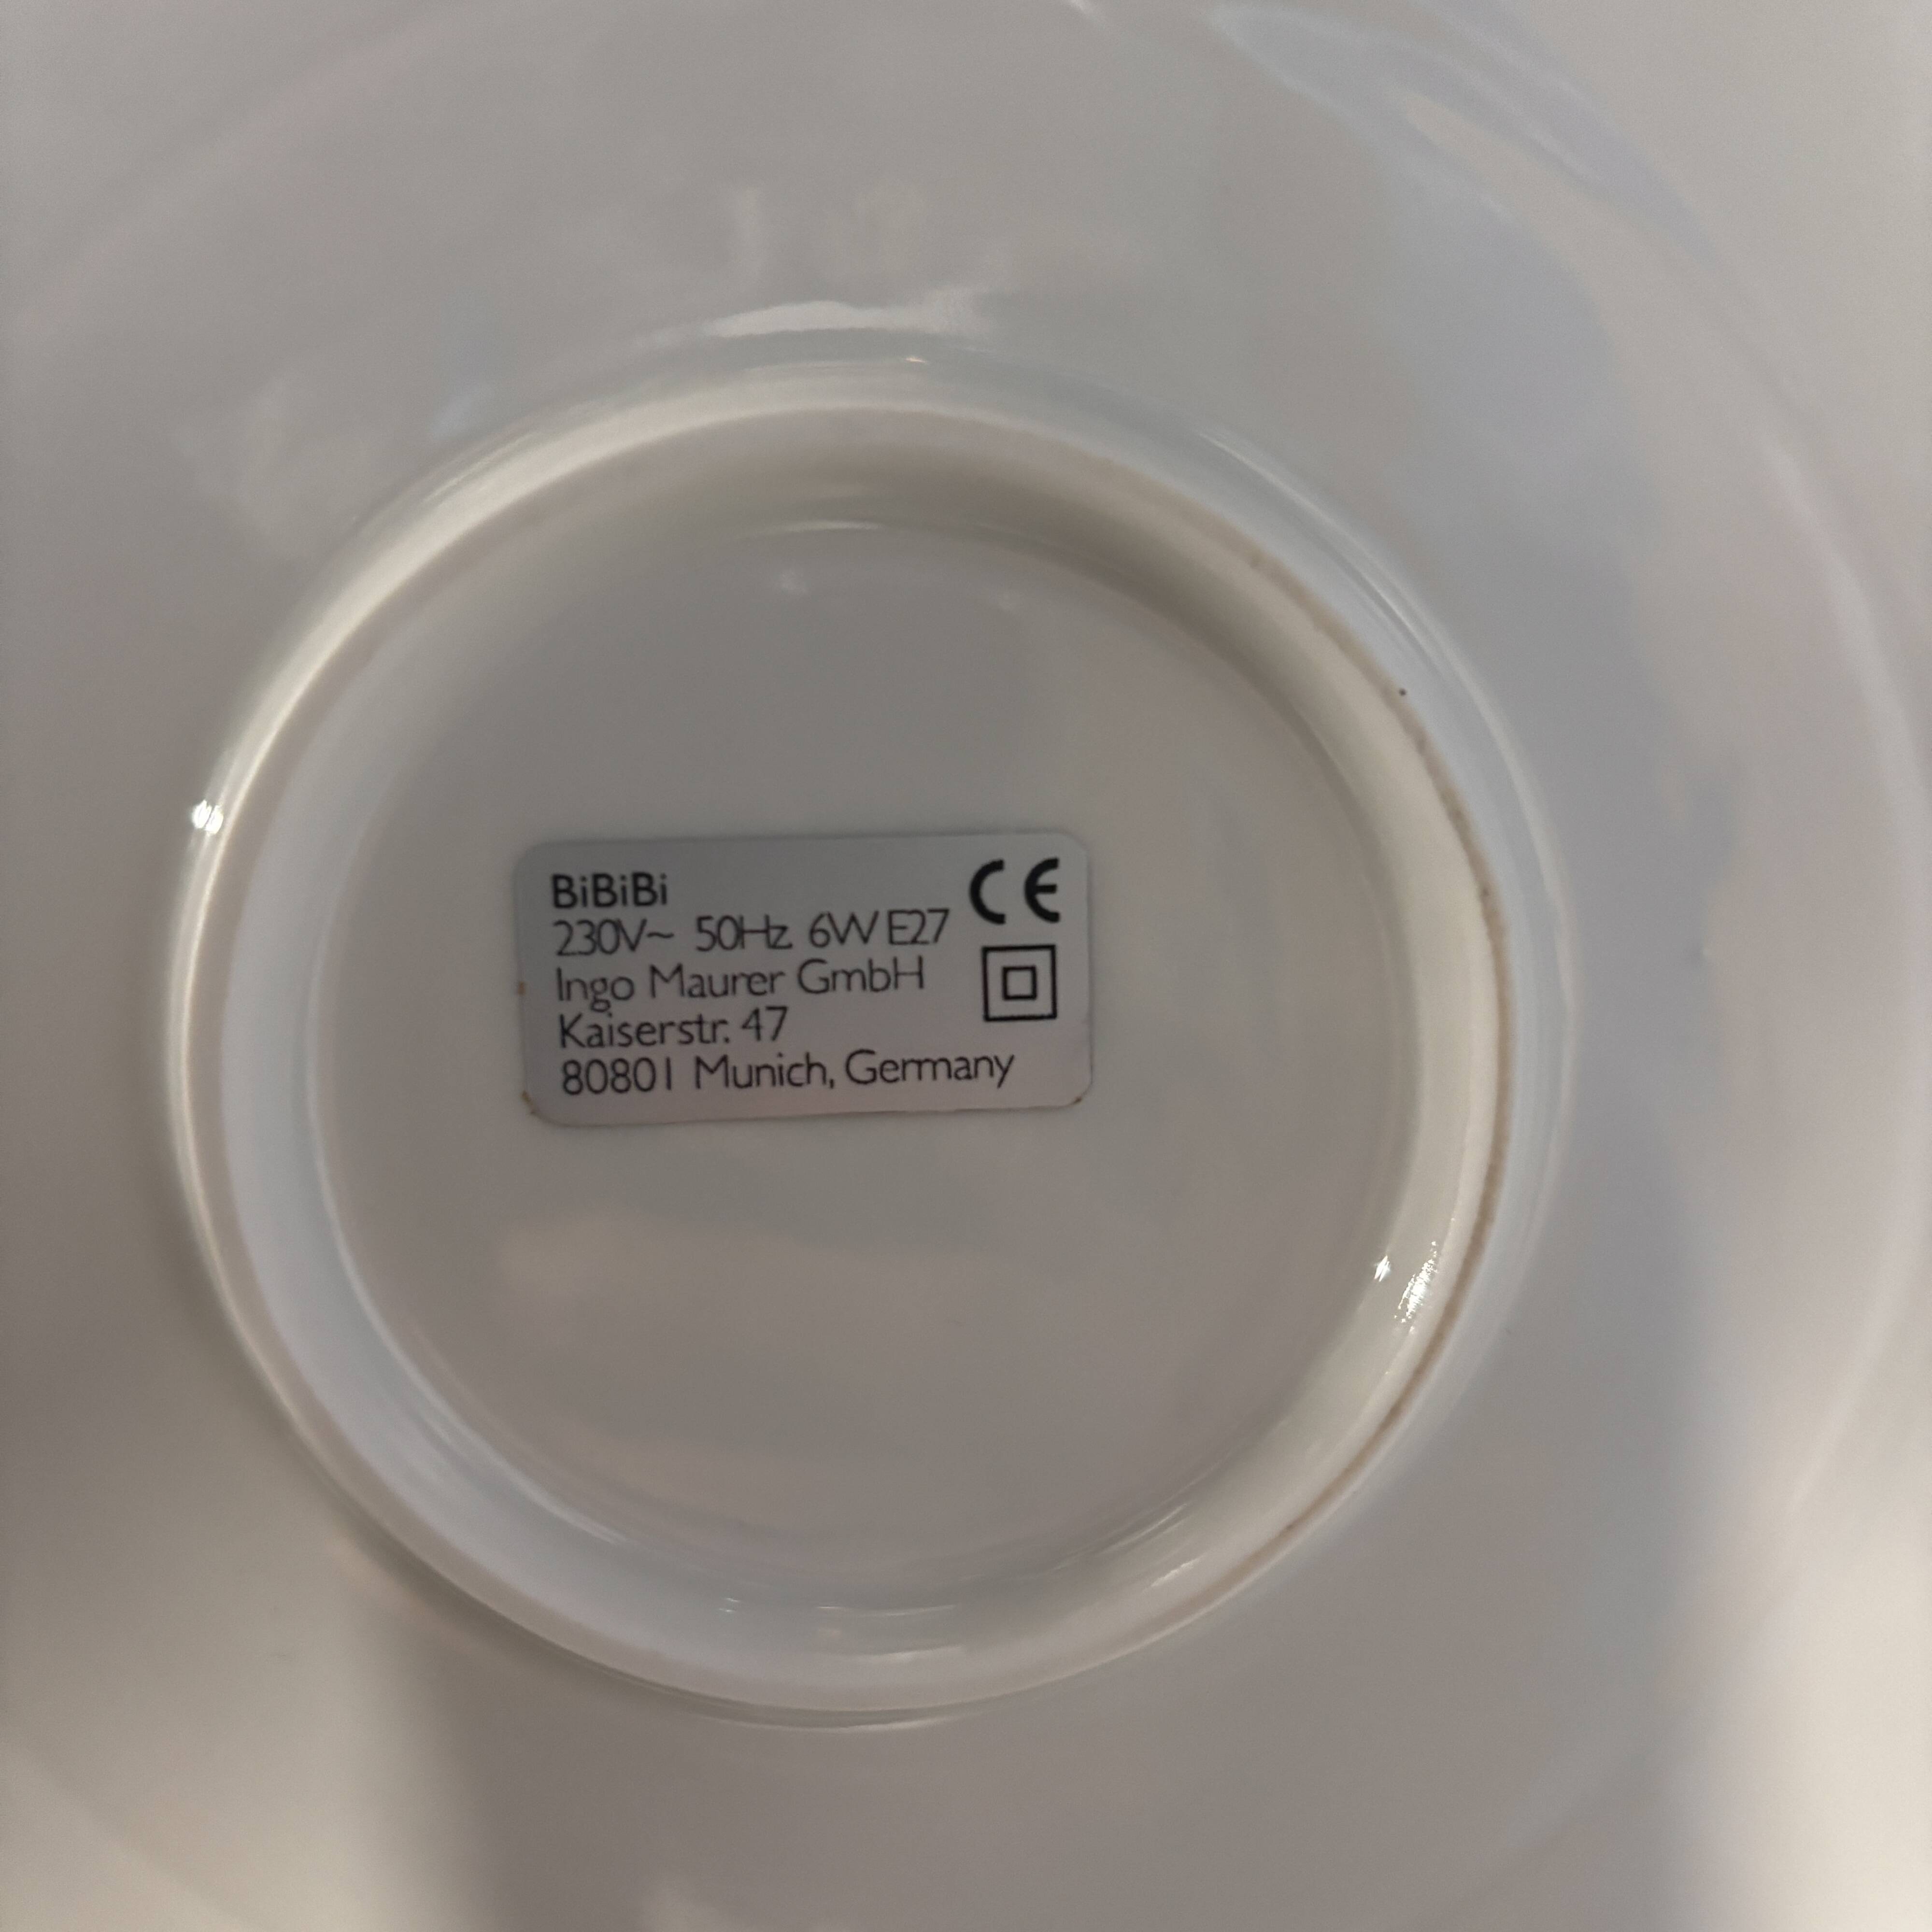 BiBiBi CE
230V~ 50Hz 6W E27
Ingo Maurer GmbH
Kaiserstr. 47
80801 Munich, Germany